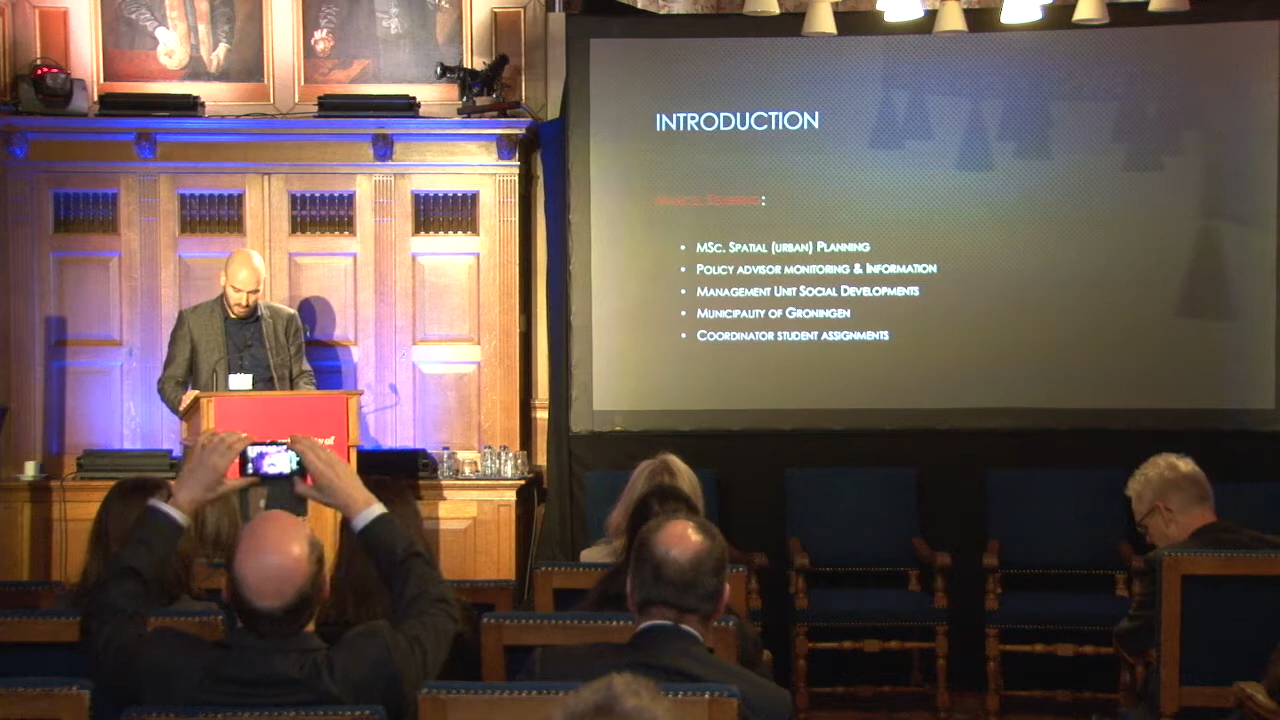 INTRODUCTION
:
• MSc. Spatial (urban) Planning
• Policy advisor monitoring & Information
• Management Unit Social Developments
• Municipality of Groningen
• Coordinator student assignments
of